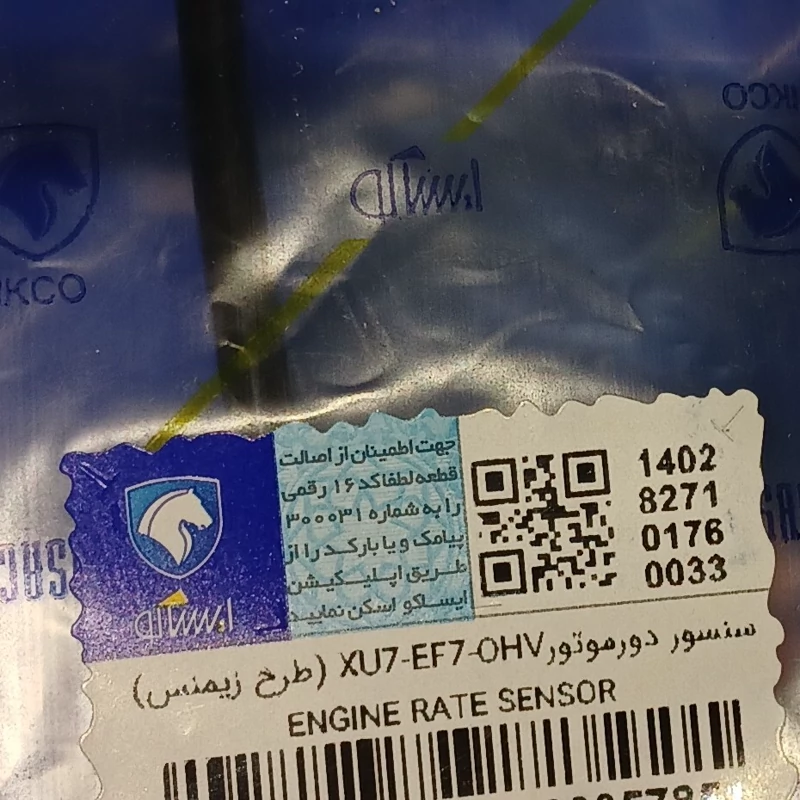 IKCO
ایساکو
IKCO
جهت اطمینان از اصالت
قطعه لطفا کد ۱۶ رقمی
را به شماره ۳۰۰۰۳۱
پیامک و یا بارکد را از
طریق اپلیکیشن
ایساکو اسکن نمایید
1402
8271
0176
0033
ایساکو
سنسور دورموتور XU7-EF7-OHV (طرح زیمنس)
ENGINE RATE SENSOR